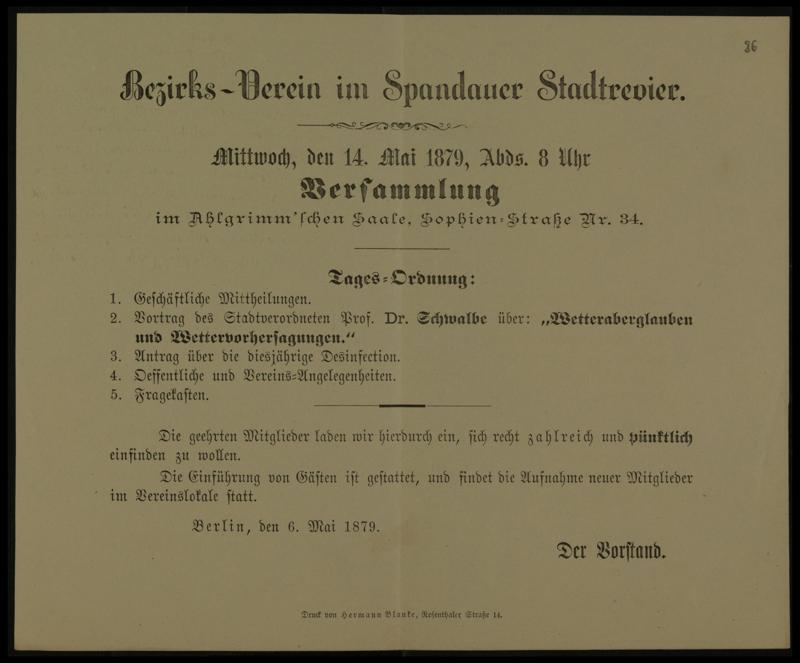 36
Bezirks-Verein im Spandauer Stadtrevier.
Mittwoch, den 14. Mai 1879, Abds. 8 Uhr
Versammlung
im Ahlgrimm'schen Saale, Sophien-Straße Nr. 34.
Tages-Ordnung:
1. Geschäftliche Mittheilungen.
2. Vortrag des Stadtverordneten Prof. Dr. Schwalbe über: „Wetteraberglauben
und Wettervorhersagungen.“
3. Antrag über die diesjährige Desinfection.
4. Oeffentliche und Vereins-Angelegenheiten.
5. Fragekasten.
Die geehrten Mitglieder laden wir hierdurch ein, sich recht zahlreich und pünktlich
einfinden zu wollen.
Die Einführung von Gästen ist gestattet, und findet die Aufnahme neuer Mitglieder
im Vereinslokale statt.
Berlin, den 6. Mai 1879.
Der Vorstand.
Druck von Hermann Blanke, Rosenthaler Straße 14.